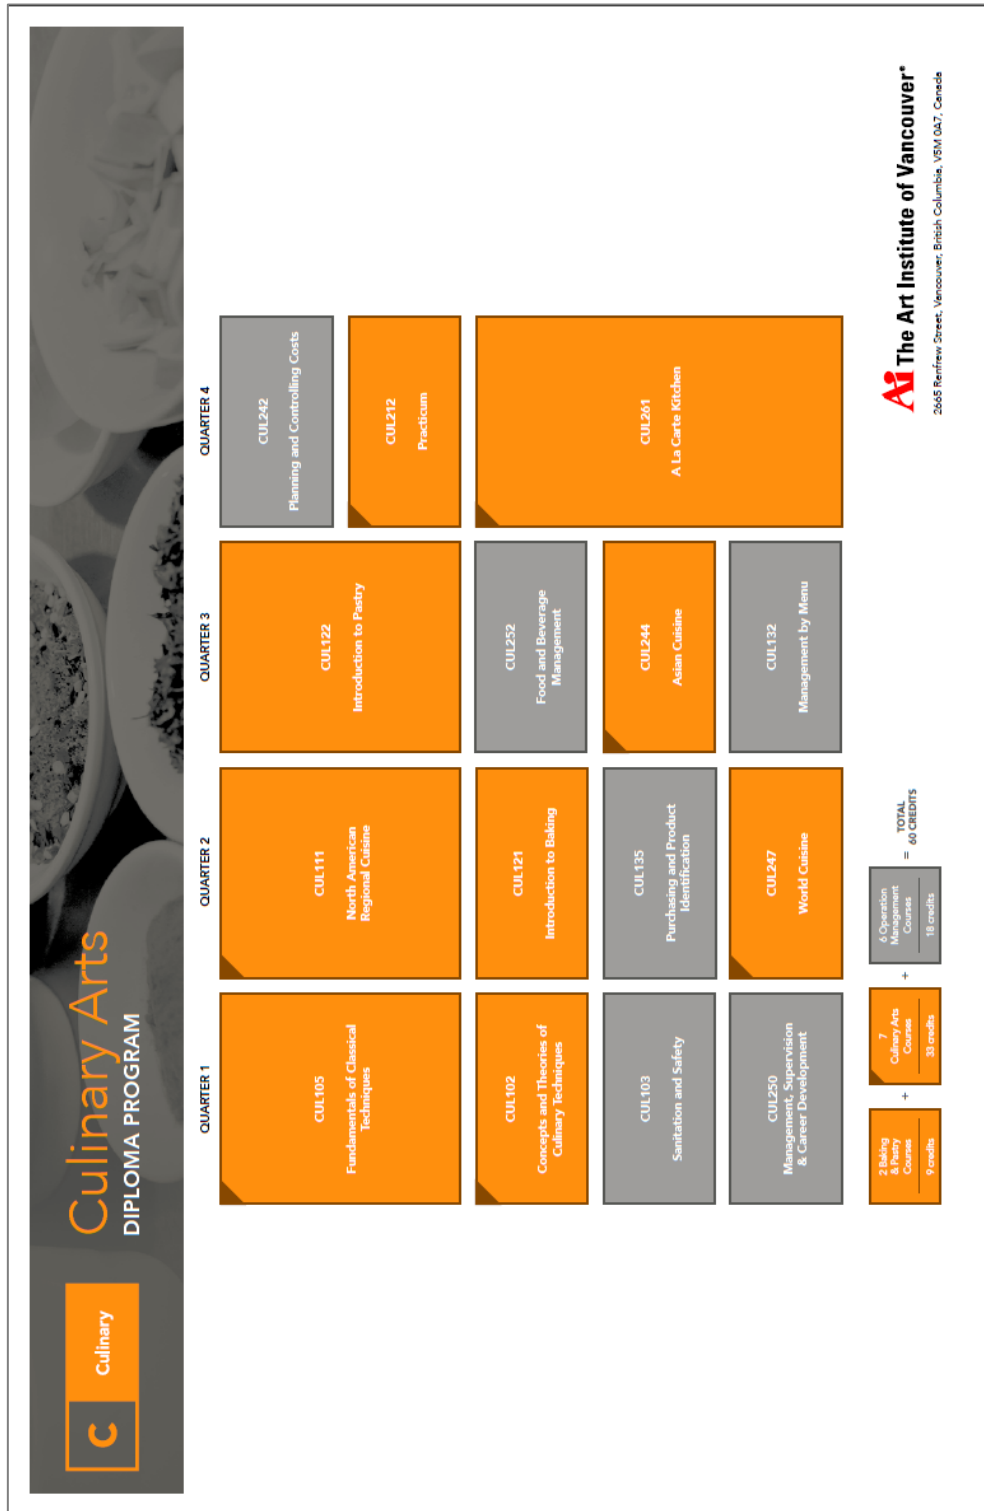 C
Culinary
Culinary Arts
DIPLOMA PROGRAM
QUARTER 1
CUL105
Fundamentals of Classical
Techniques
CUL102
Concepts and Theories of
Culinary Techniques
CUL103
Sanitation and Safety
CUL250
Management, Supervision
& Career Development
QUARTER 2
CUL111
North American
Regional Cuisine
CUL121
Introduction to Baking
CUL135
Purchasing and Product
Identification
CUL247
World Cuisine
QUARTER 3
CUL122
Introduction to Pastry
CUL252
Food and Beverage
Management
CUL244
Asian Cuisine
CUL132
Management by Menu
QUARTER 4
CUL242
Planning and Controlling Costs
CUL212
Practicum
CUL261
A La Carte Kitchen
2 Baking
& Pastry
Courses
9 credits
+
7
Culinary Arts
Courses
33 credits
+
6 Operation
Management
Courses
18 credits
=
TOTAL
60 CREDITS
Ai The Art Institute of Vancouver®
2665 Renfrew Street, Vancouver, British Columbia, V5M 0A7, Canada